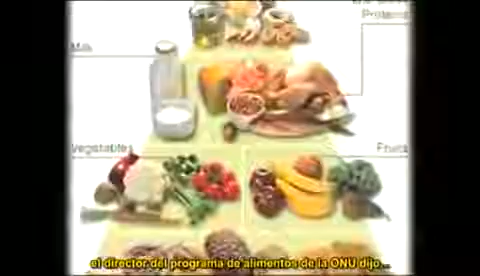 Proteins
Milk
Vegetables
Fruits
el director del programa de alimentos de la ONU dijo...